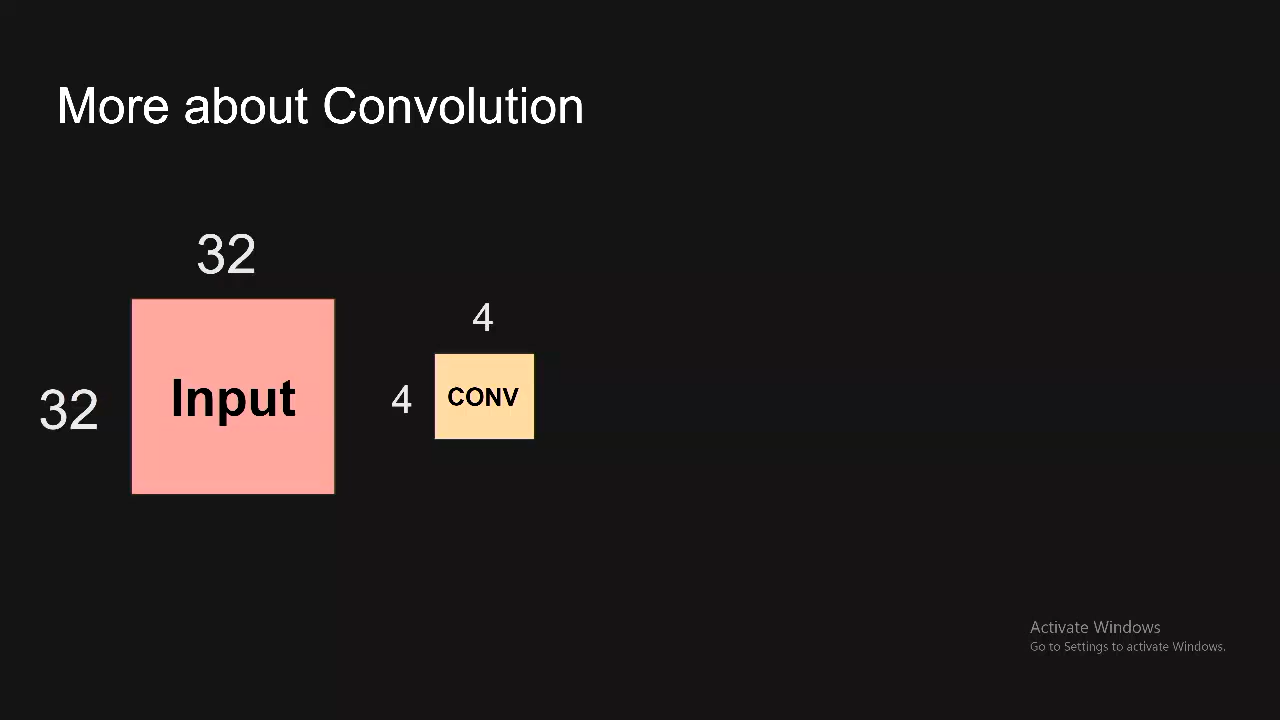 More about Convolution
32
32
Input
4
4
CONV
Activate Windows
Go to Settings to activate Windows.